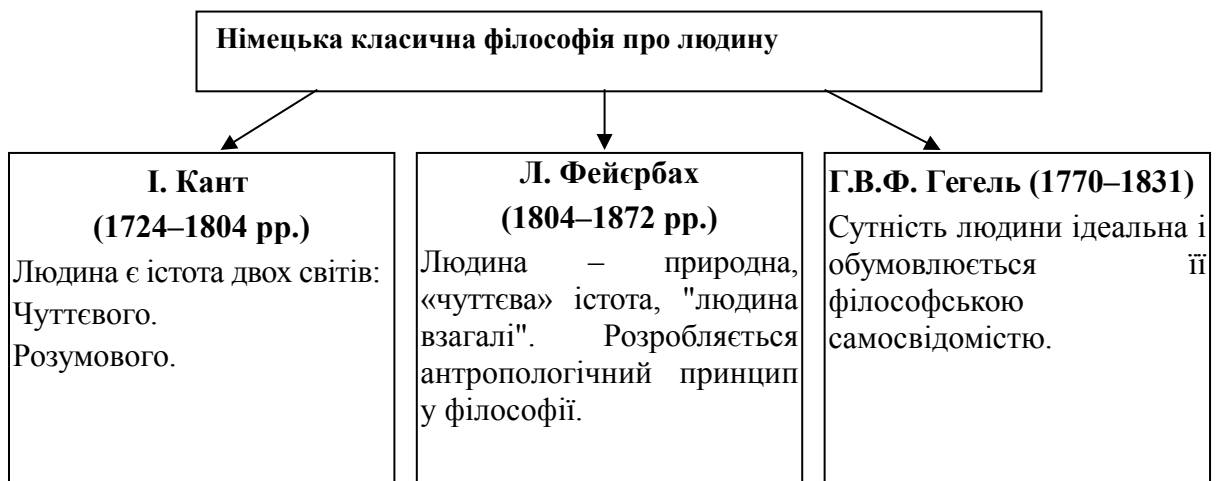 Німецька класична філософія про людину
І. Кант
(1724–1804 рр.)
Людина є істота двох світів:
Чуттєвого.
Розумового.
Л. Фейєрбах
(1804–1872 рр.)
Людина – природна,
«чуттєва» істота, "людина
взагалі". Розробляється
антропологічний принцип
у філософії.
Г.В.Ф. Гегель (1770–1831)
Сутність людини ідеальна і
обумовлюється її
філософською
самосвідомістю.